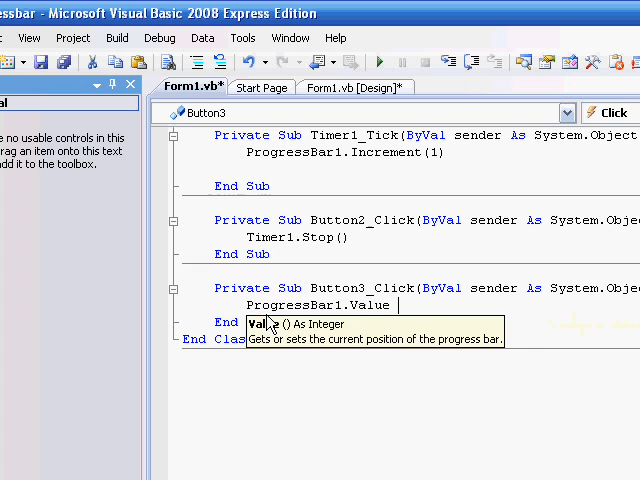 essbar - Microsoft Visual Basic 2008 Express Edition
View Project Build Debug Data Tools Window Help
Form1.vb* Start Page Form1.vb [Design]*
al
Button3 Click
e no usable controls in this
rag an item onto this text
dd it to the toolbox.
Private Sub Timer1_Tick(ByVal sender As System.Object
ProgressBar1.Increment(1)
End Sub
Private Sub Button2_Click(ByVal sender As System.Obje
Timer1.Stop()
End Sub
Private Sub Button3_Click(ByVal sender As System.Obje
ProgressBar1.Value
End
Value () As Integer
End Clas
Gets or sets the current position of the progress bar.